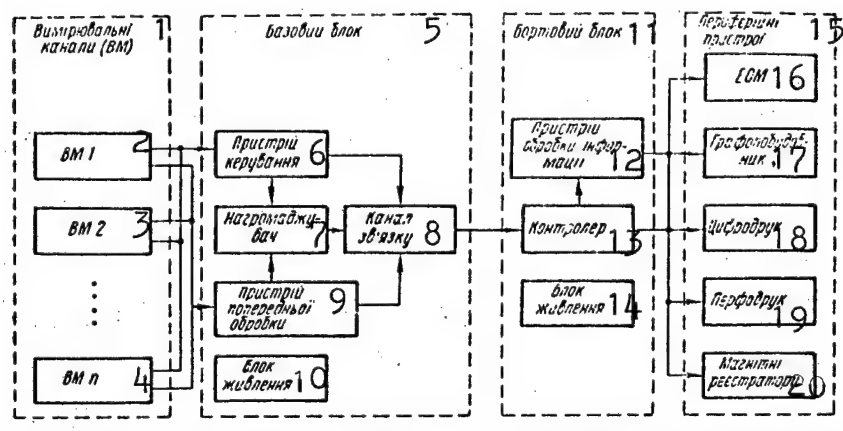 Вимірювальні 1
канали (ВМ)
ВМ 1 2
ВМ 2 3
ВМ n 4
Базовий блок 5
Пристрій
керування 6
Нагромаджу-
вач 7
Канал
зв'язку 8
Пристрій 9
попередньої
обробки
Блок
живлення 10
Бортовий блок 11
Пристрій
обробки інфор-
мації 12
Контролер 13
Блок
живлення 14
Периферійні 15
пристрої
ЕОМ 16
Графопобудов-
ник 17
Цифродрук 18
Перфодрук 19
Магнітні
реєстратори 20